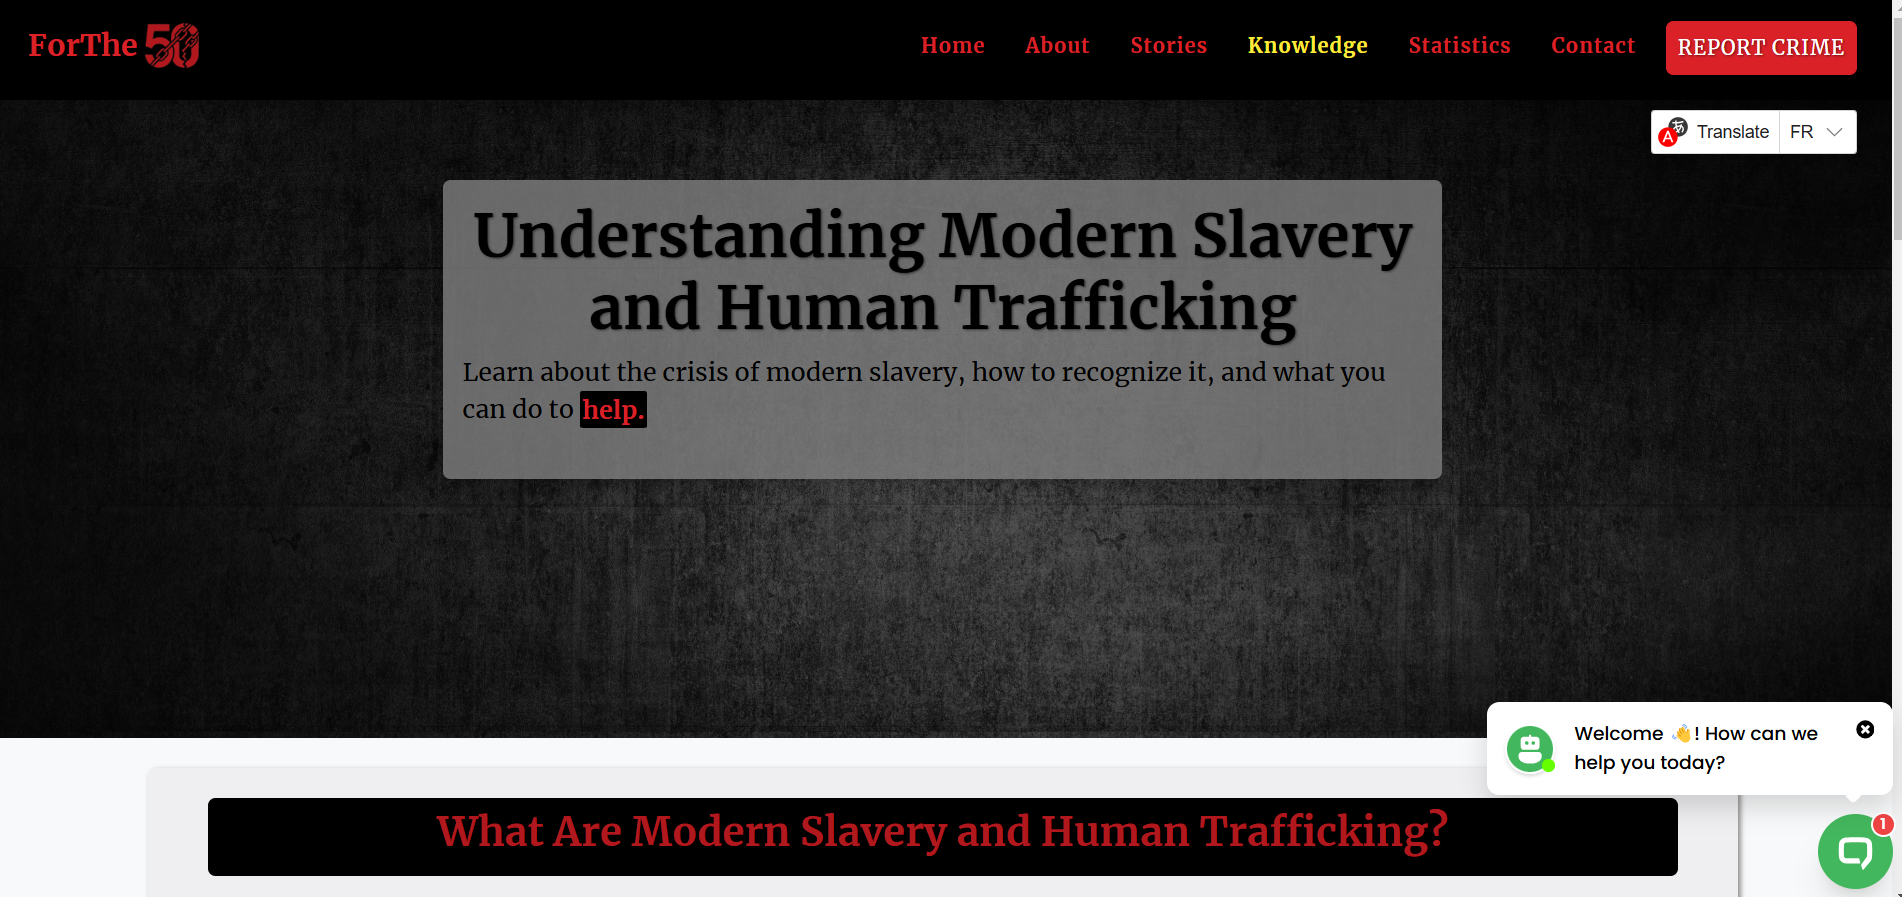 ForThe 50
Home About Stories Knowledge Statistics Contact REPORT CRIME
Translate FR
Understanding Modern Slavery
and Human Trafficking
Learn about the crisis of modern slavery, how to recognize it, and what you
can do to help.
Welcome 👋! How can we
help you today?
What Are Modern Slavery and Human Trafficking?
1